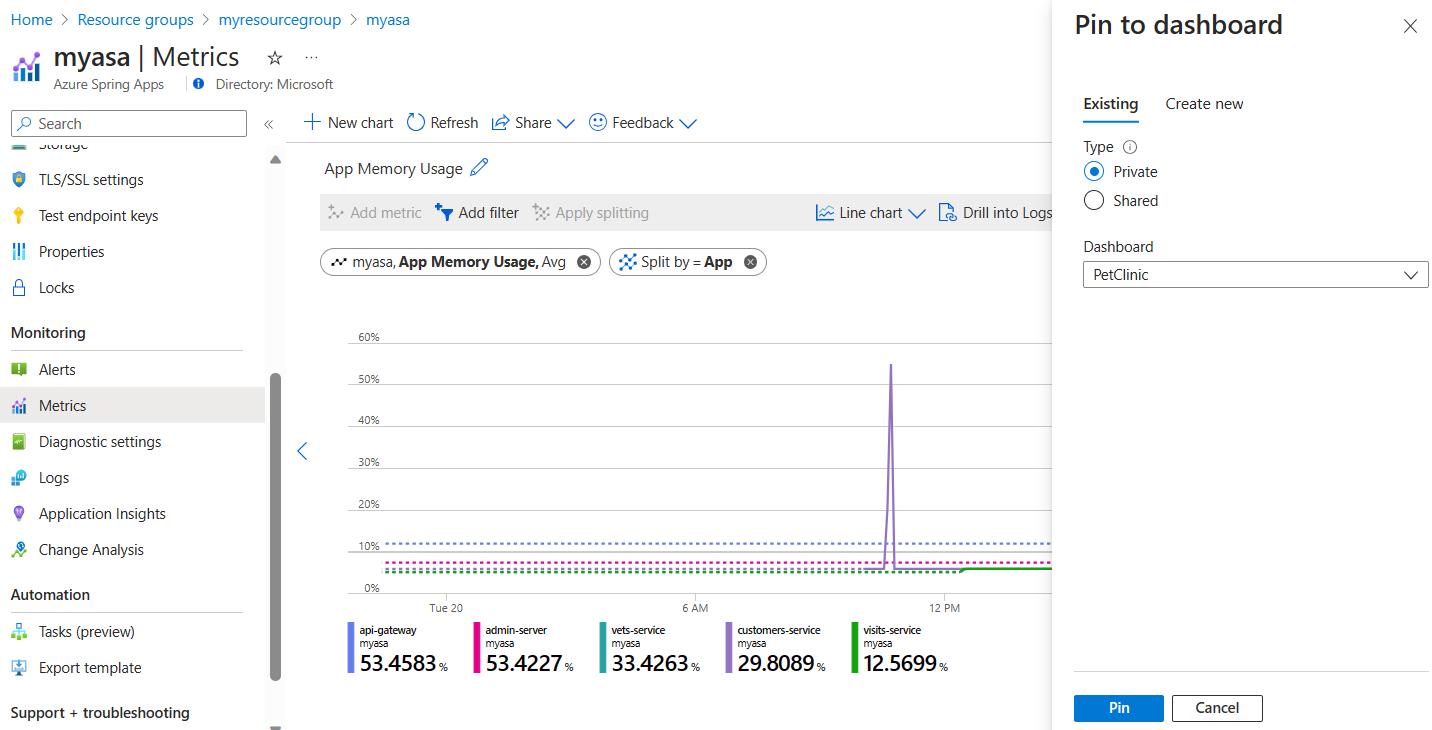 Home > Resource groups > myresourcegroup > myasa
myasa | Metrics ☆ ...
Azure Spring Apps Directory: Microsoft
Search
«
Storage
TLS/SSL settings
Test endpoint keys
Properties
Locks
Monitoring
Alerts
Metrics
Diagnostic settings
Logs
Application Insights
Change Analysis
Automation
Tasks (preview)
Export template
Support + troubleshooting
New chart Refresh Share Feedback
App Memory Usage
Add metric Add filter Apply splitting Line chart Drill into Logs
myasa, App Memory Usage, Avg Split by = App
60%
50%
40%
30%
20%
10%
0%
Tue 20 6 AM 12 PM
api-gateway
myasa
53.4583 %
admin-server
myasa
53.4227 %
vets-service
myasa
33.4263 %
customers-service
myasa
29.8089 %
visits-service
myasa
12.5699 %
Pin to dashboard
Existing Create new
Type
Private
Shared
Dashboard
PetClinic
Pin Cancel